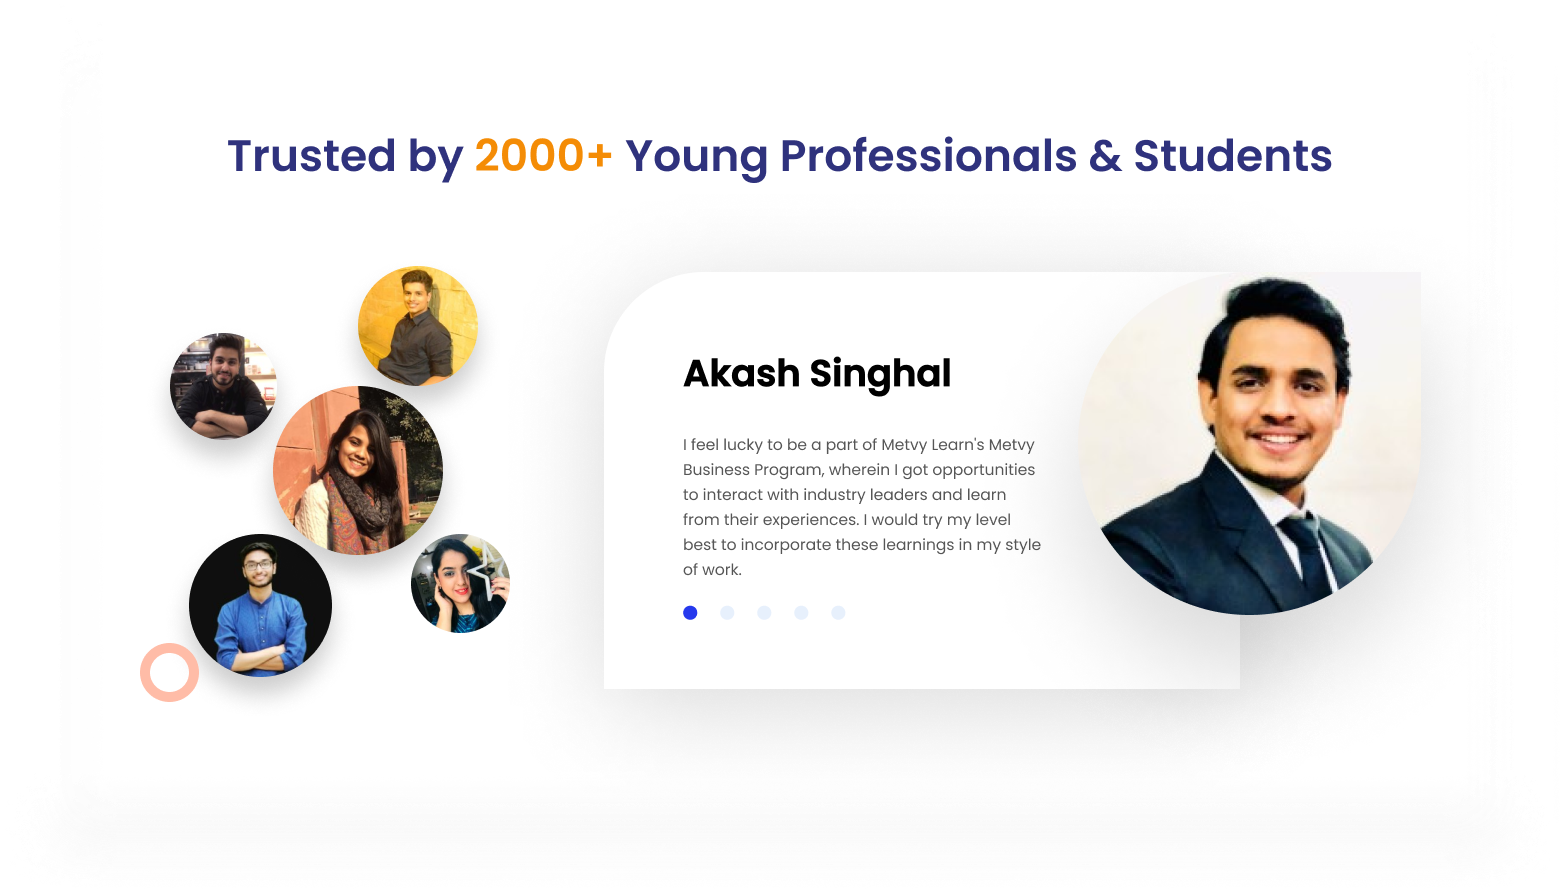 Trusted by 2000+ Young Professionals & Students
Akash Singhal
I feel lucky to be a part of Metvy Learn's Metvy
Business Program, wherein I got opportunities
to interact with industry leaders and learn
from their experiences. I would try my level
best to incorporate these learnings in my style
of work.